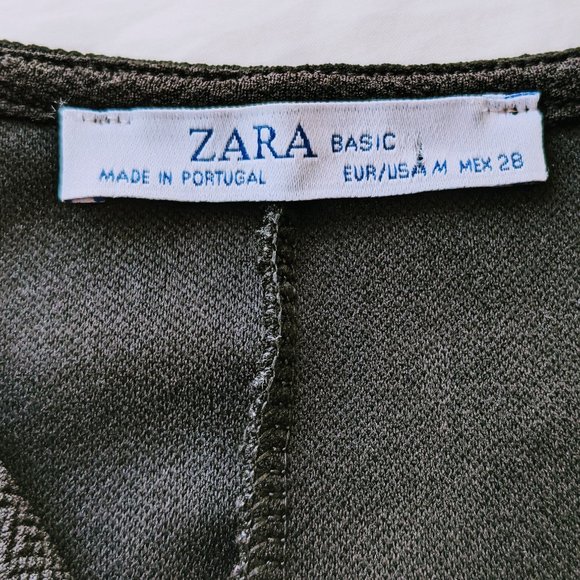 ZARA BASIC
MADE IN PORTUGAL EUR/USA M MEX 28